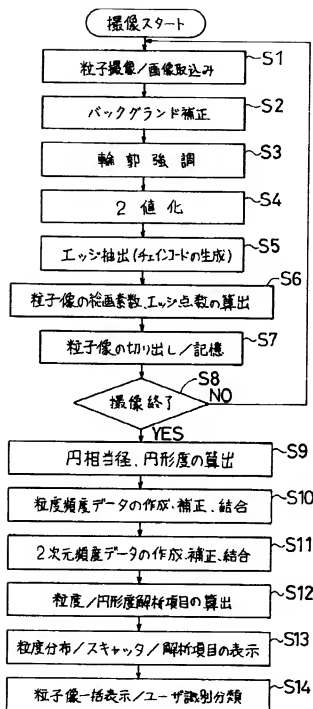 撮像スタート
S1
粒子撮像/画像取込み
S2
バックグランド補正
S3
輪郭強調
S4
2値化
S5
エッジ抽出(チェインコードの生成)
S6
粒子像の総画素数、エッジ点数の算出
S7
粒子像の切り出し/記憶
S8
撮像終了
NO
YES
S9
円相当径、円形度の算出
S10
粒度頻度データの作成、補正、結合
S11
2次元頻度データの作成、補正、結合
S12
粒度/円形度解析項目の算出
S13
粒度分布/スキャッタ/解析項目の表示
S14
粒子像一括表示/ユーザ識別分類